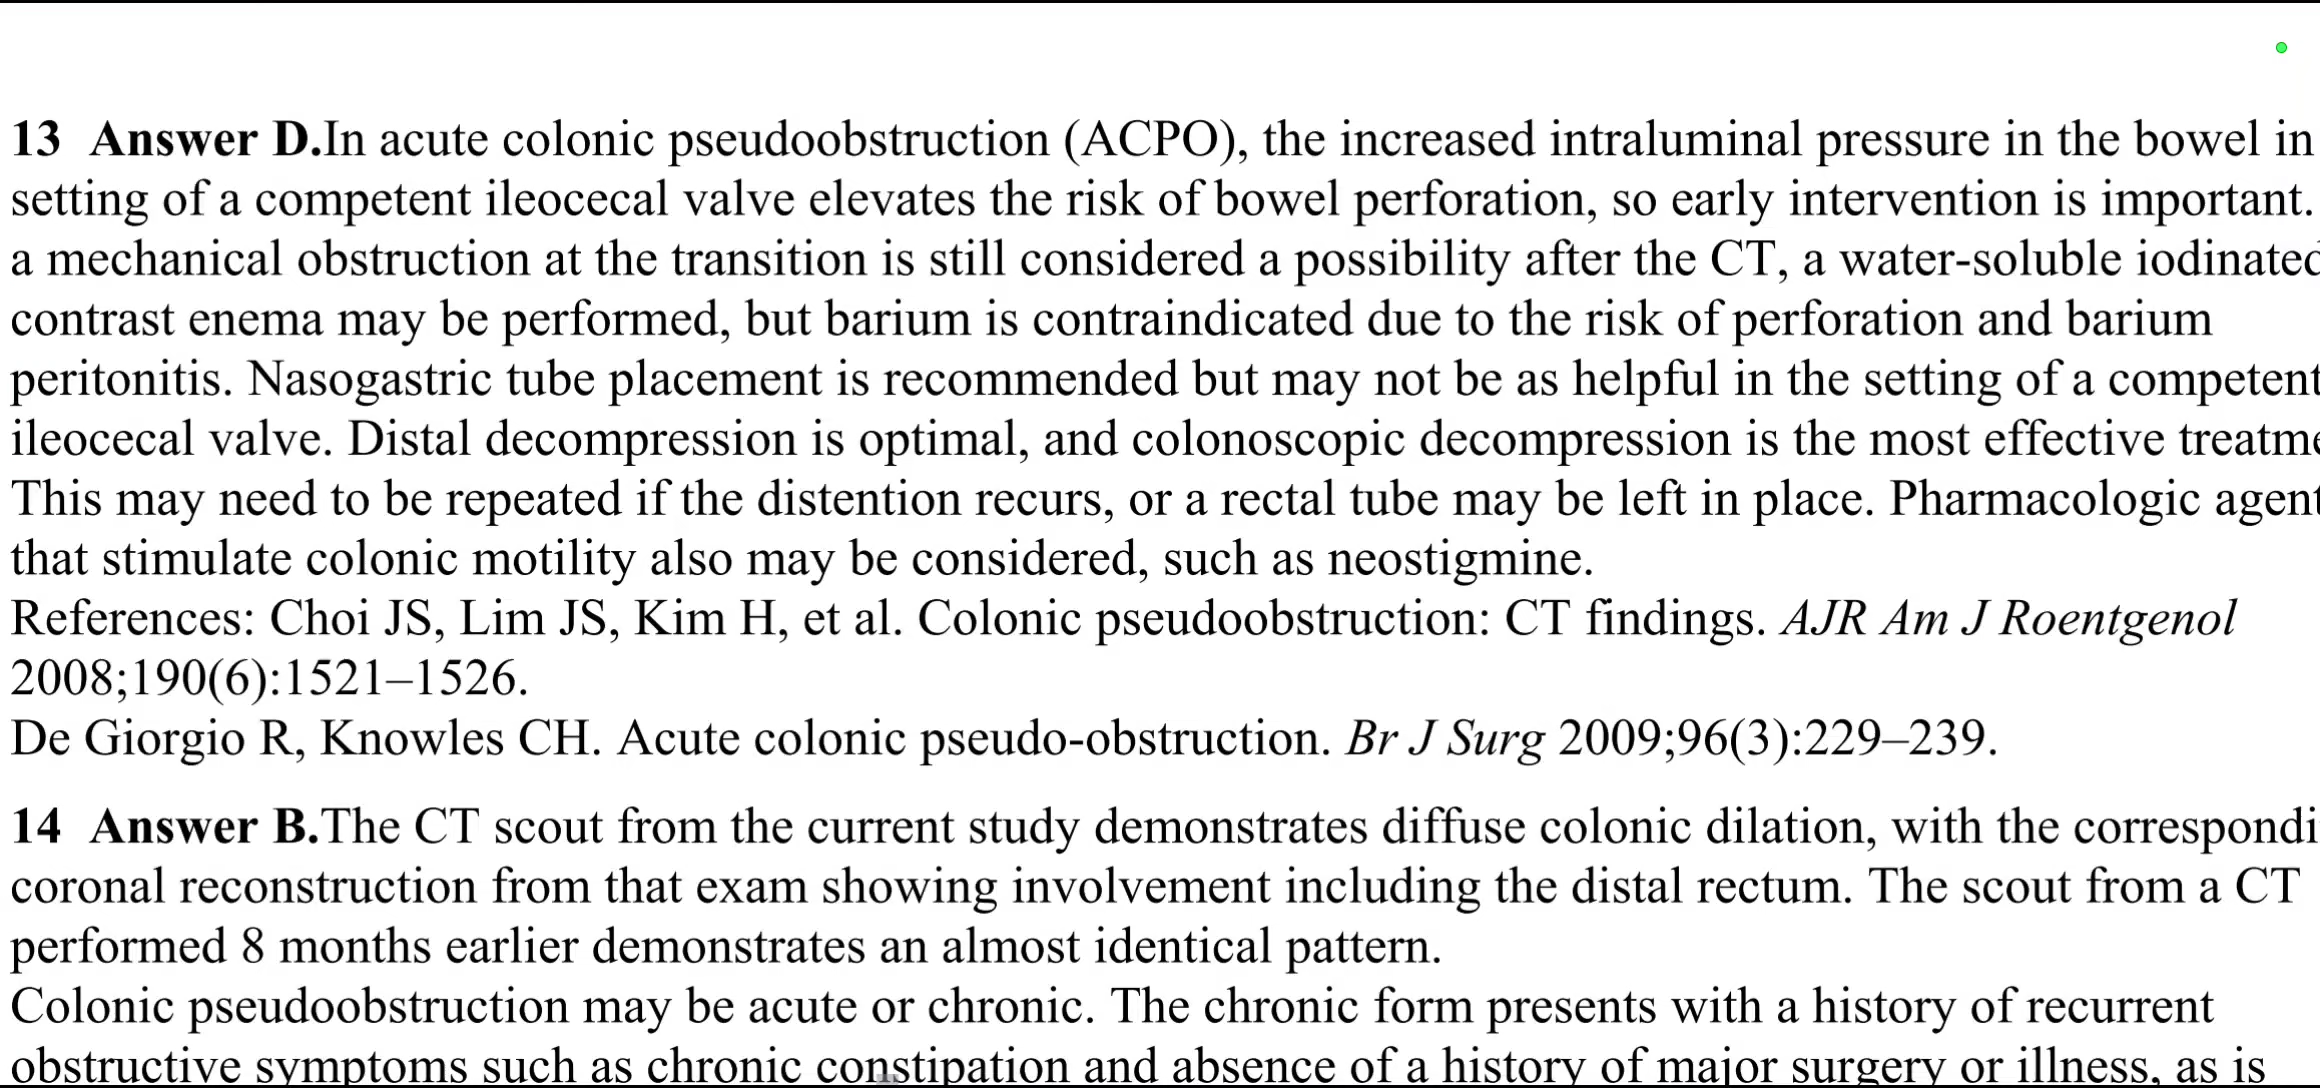 13 Answer D.In acute colonic pseudoobstruction (ACPO), the increased intraluminal pressure in the bowel in
setting of a competent ileocecal valve elevates the risk of bowel perforation, so early intervention is important.
a mechanical obstruction at the transition is still considered a possibility after the CT, a water-soluble iodinated
contrast enema may be performed, but barium is contraindicated due to the risk of perforation and barium
peritonitis. Nasogastric tube placement is recommended but may not be as helpful in the setting of a competent
ileocecal valve. Distal decompression is optimal, and colonoscopic decompression is the most effective treatme
This may need to be repeated if the distention recurs, or a rectal tube may be left in place. Pharmacologic agent
that stimulate colonic motility also may be considered, such as neostigmine.
References: Choi JS, Lim JS, Kim H, et al. Colonic pseudoobstruction: CT findings. AJR Am J Roentgenol
2008;190(6):1521–1526.
De Giorgio R, Knowles CH. Acute colonic pseudo-obstruction. Br J Surg 2009;96(3):229–239.
14 Answer B.The CT scout from the current study demonstrates diffuse colonic dilation, with the correspondi
coronal reconstruction from that exam showing involvement including the distal rectum. The scout from a CT
performed 8 months earlier demonstrates an almost identical pattern.
Colonic pseudoobstruction may be acute or chronic. The chronic form presents with a history of recurrent
obstructive symptoms such as chronic constipation and absence of a history of major surgery or illness, as is